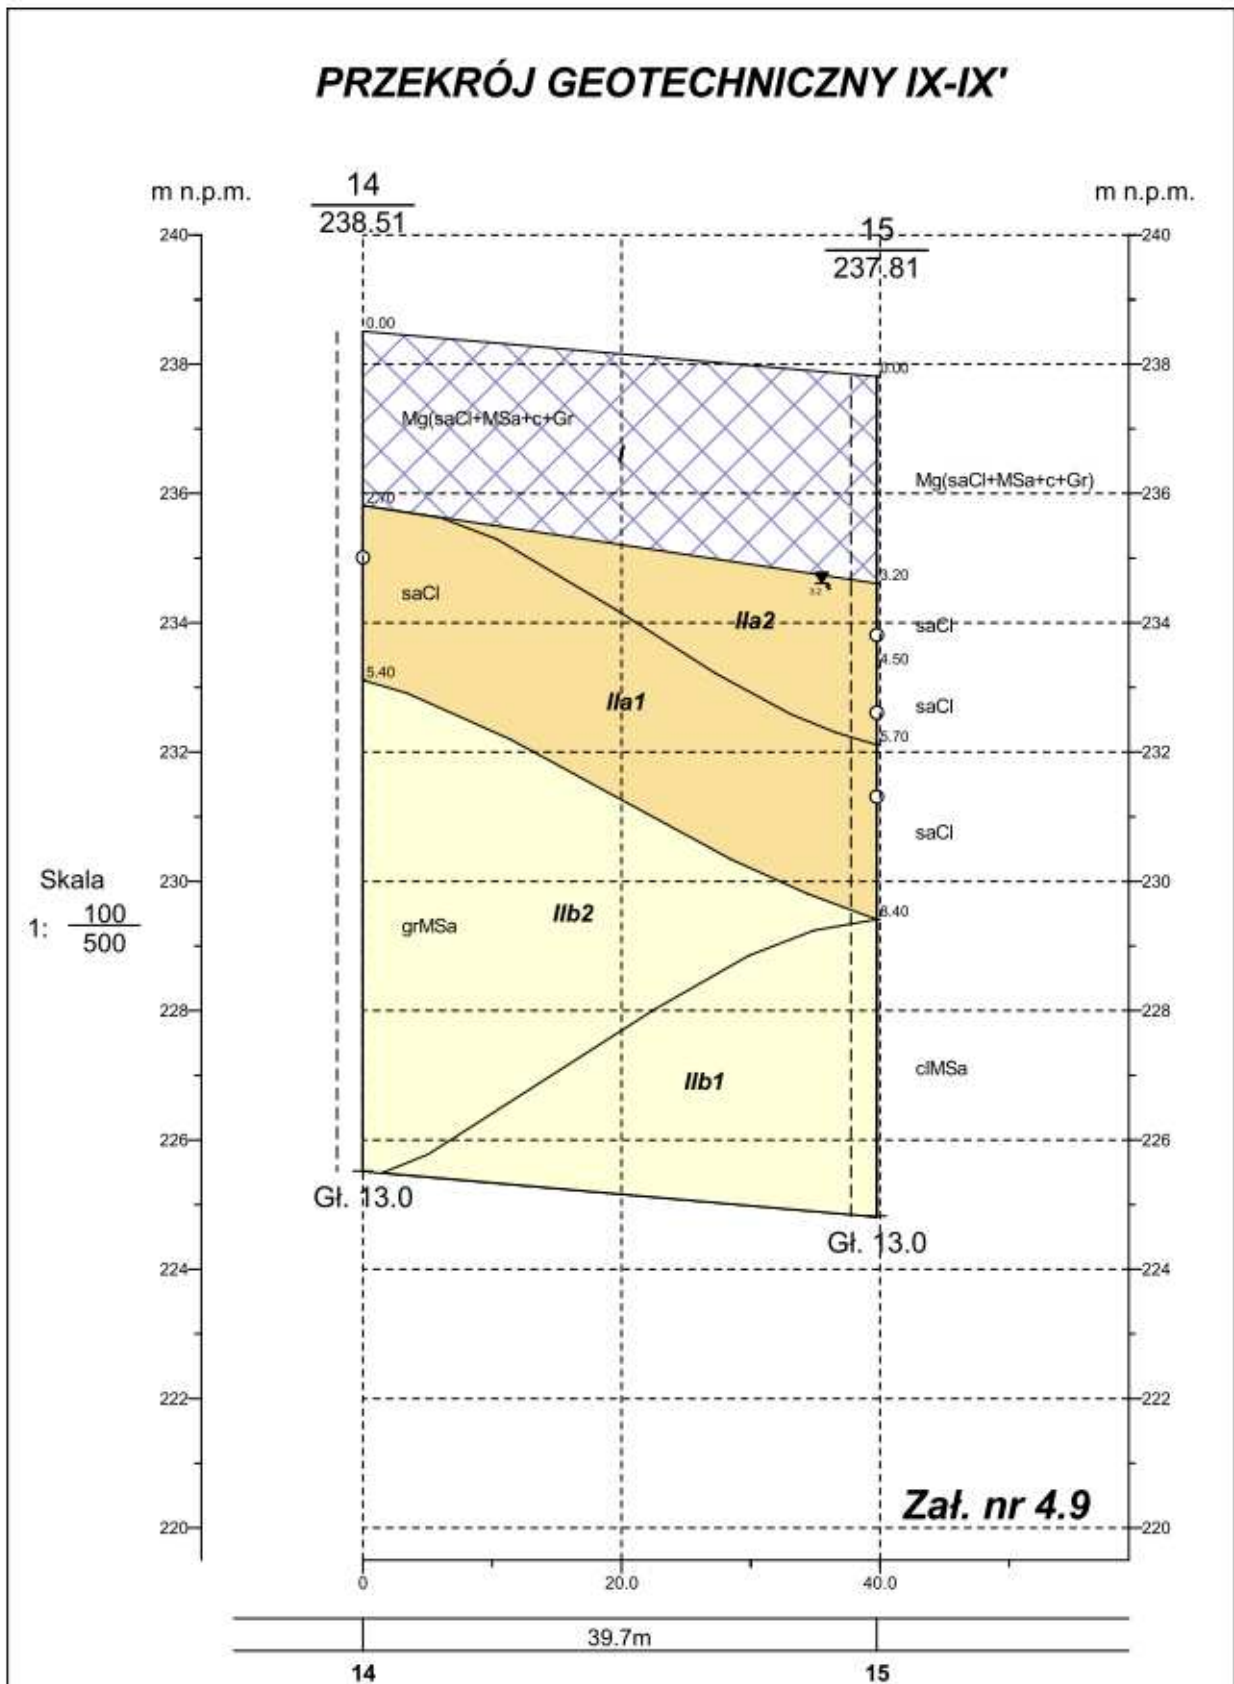 PRZEKRÓJ GEOTECHNICZNY IX-IX'
m n.p.m.
14
238.51
m n.p.m.
15
237.81
240
240
0.00
238
0.00
238
Mg(saCl+MSa+c+Gr
I
Mg(saCl+MSa+c+Gr)
236
2.70
236
3.20
3.2
saCl
IIa2
saCl
234
234
4.50
5.40
IIa1
saCl
5.70
232
232
saCl
Skala
1: 100
500
230
230
8.40
IIb2
grMSa
228
228
IIb1
clMSa
226
226
Gł. 13.0
Gł. 13.0
224
224
222
222
Zał. nr 4.9
220
220
0
20.0
40.0
39.7m
14
15